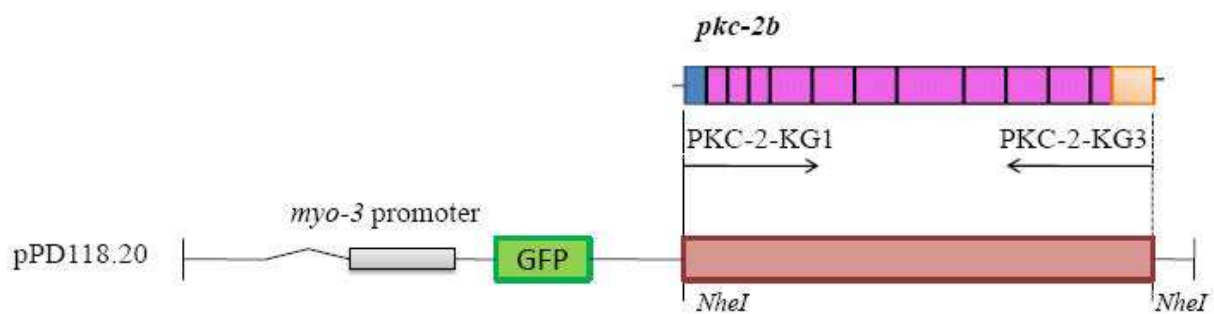 pkc-2b
PKC-2-KG1
PKC-2-KG3
myo-3 promoter
pPD118.20
GFP
NheI
NheI